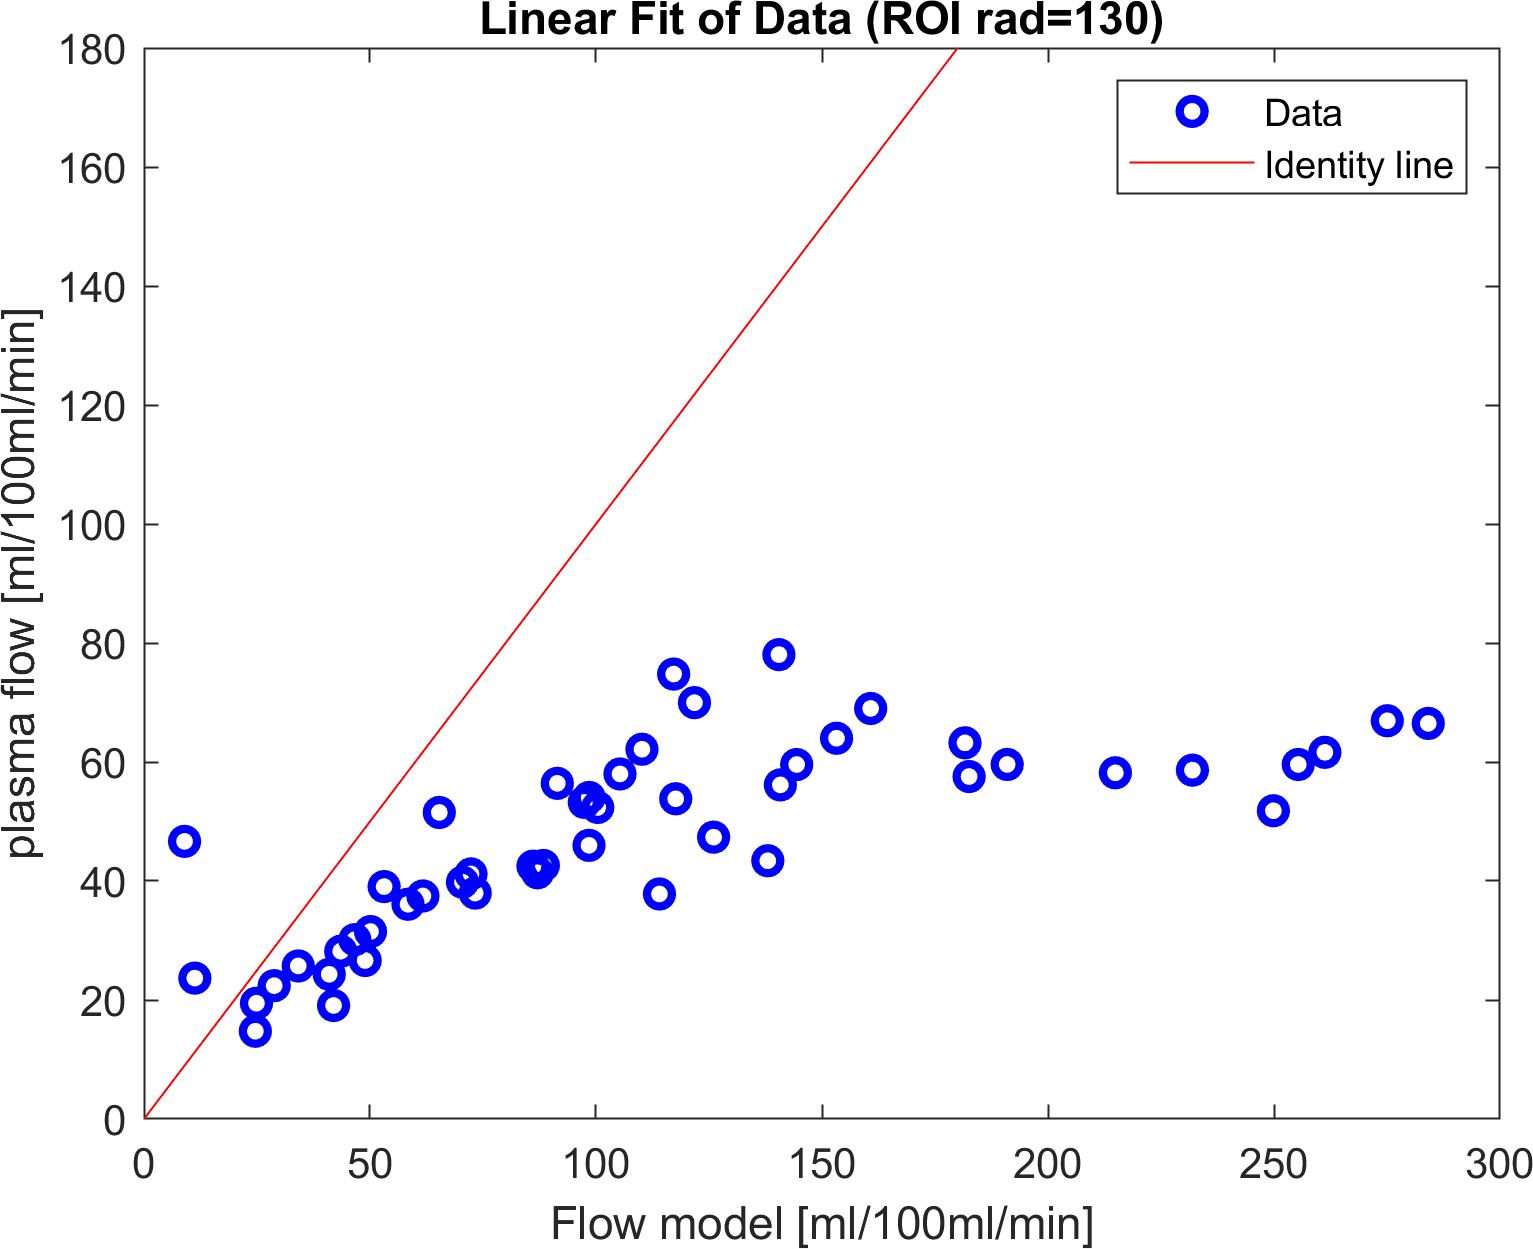 Linear Fit of Data (ROI rad=130)
180
160
140
120
100
80
60
40
20
0
plasma flow [ml/100ml/min]
Data
Identity line
0 50 100 150 200 250 300
Flow model [ml/100ml/min]